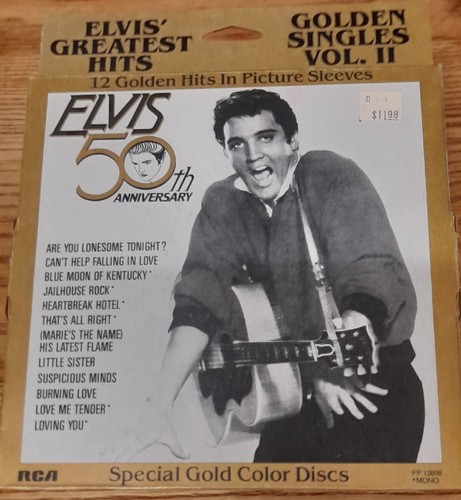 ELVIS'
GREATEST
HITS
GOLDEN
SINGLES
VOL. II
12 Golden Hits In Picture Sleeves
ELVIS
50th
ANNIVERSARY
$11.98
ARE YOU LONESOME TONIGHT?
CAN'T HELP FALLING IN LOVE
BLUE MOON OF KENTUCKY*
JAILHOUSE ROCK*
HEARTBREAK HOTEL*
THAT'S ALL RIGHT*
(MARIE'S THE NAME)
HIS LATEST FLAME
LITTLE SISTER
SUSPICIOUS MINDS
BURNING LOVE
LOVE ME TENDER*
LOVING YOU*
RCA
Special Gold Color Discs
*MONO